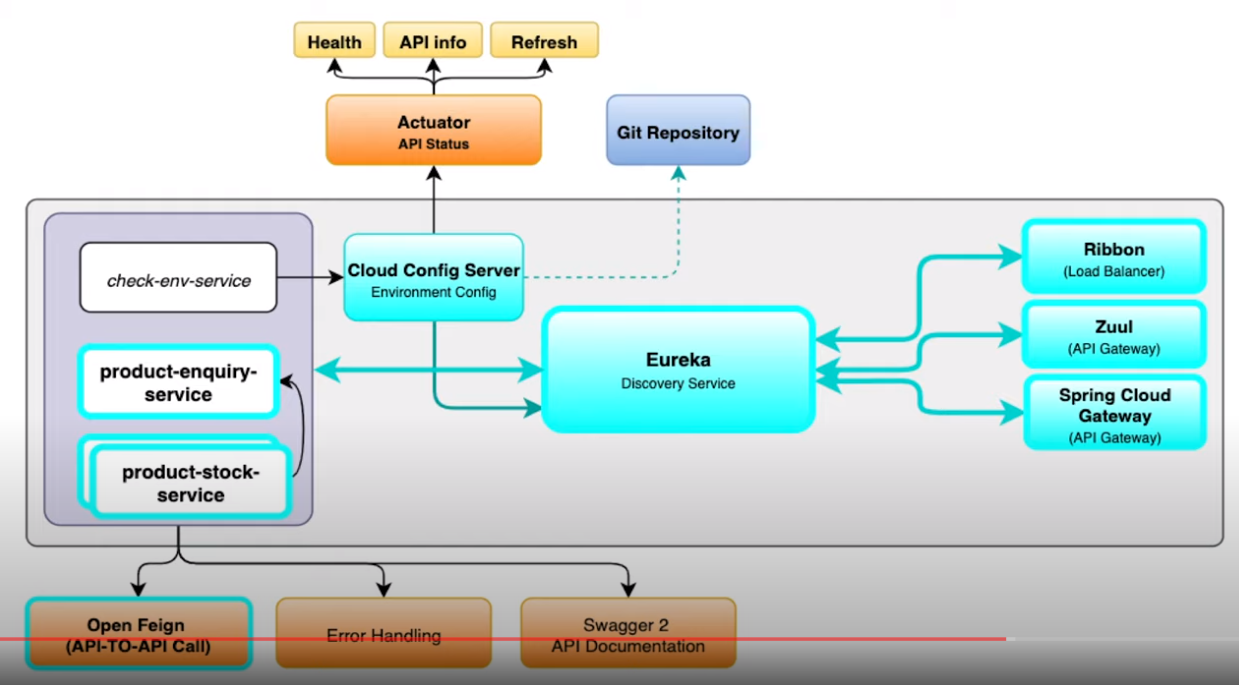 Health
API info
Refresh
Actuator
API Status
Git Repository
check-env-service
Cloud Config Server
Environment Config
product-enquiry-
service
product-stock-
service
Eureka
Discovery Service
Ribbon
(Load Balancer)
Zuul
(API Gateway)
Spring Cloud
Gateway
(API Gateway)
Open Feign
(API-TO-API Call)
Error Handling
Swagger 2
API Documentation